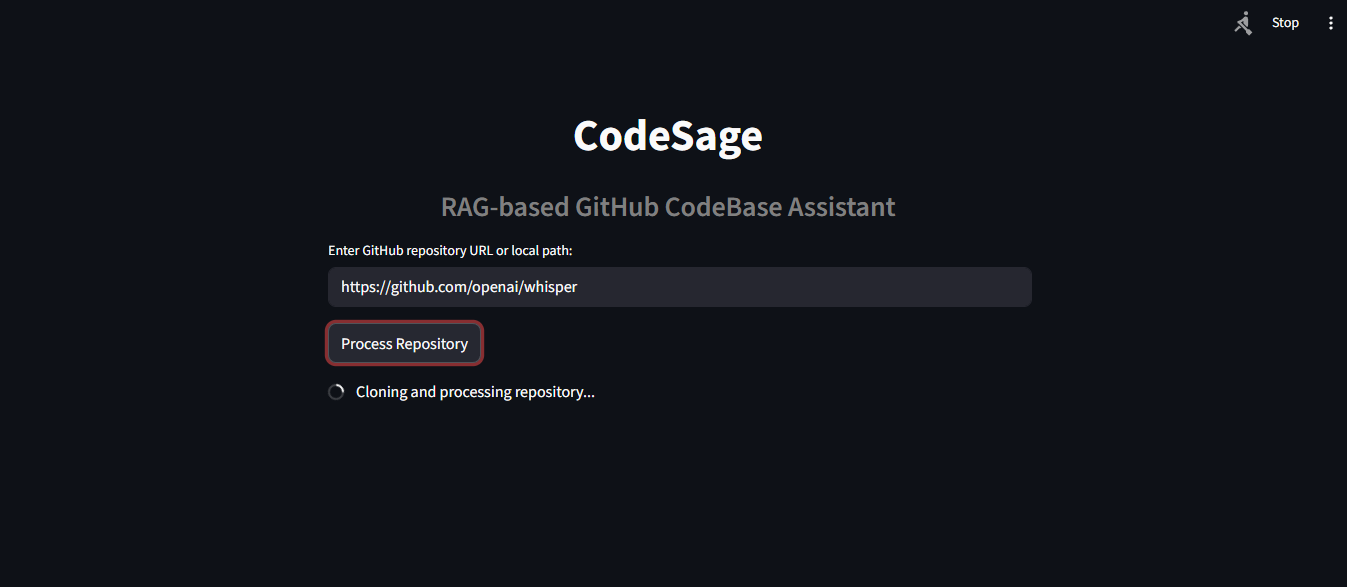 Stop
CodeSage
RAG-based GitHub CodeBase Assistant
Enter GitHub repository URL or local path:
https://github.com/openai/whisper
Process Repository
Cloning and processing repository...